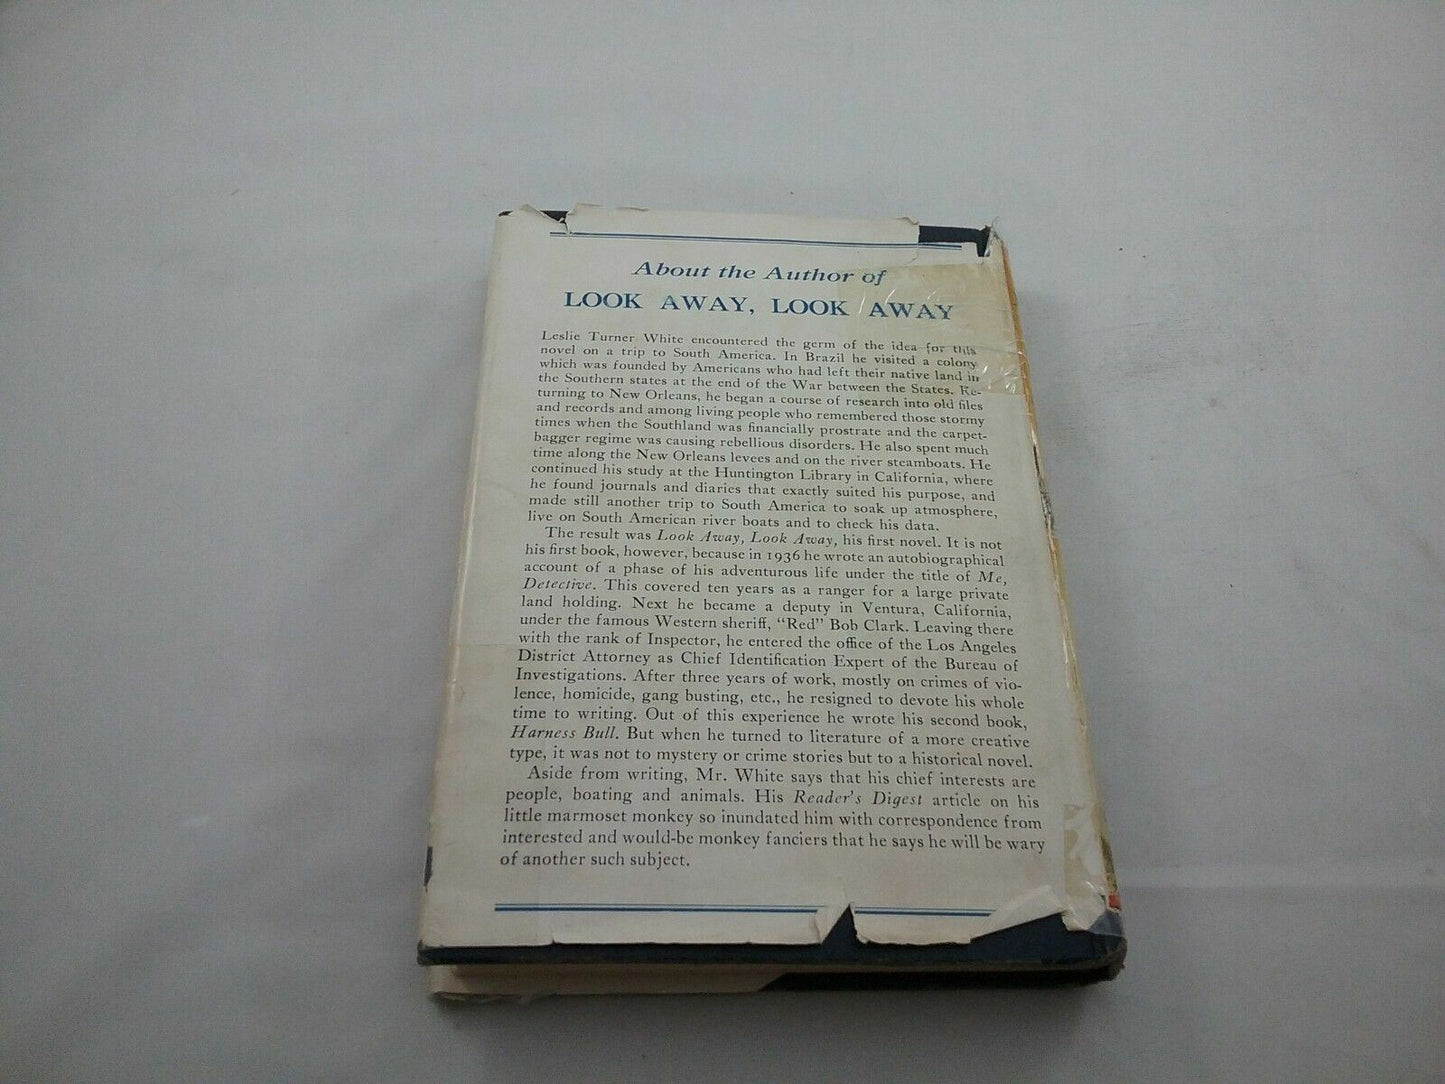 About the Author of
LOOK AWAY, LOOK AWAY
Leslie Turner White encountered the germ of the idea for this
novel on a trip to South America. In Brazil he visited a colony
which was founded by Americans who had left their native land in
the Southern states at the end of the War between the States. Re-
turning to New Orleans, he began a course of research into old files
and records and among living people who remembered those stormy
times when the Southland was financially prostrate and the carpet-
bagger regime was causing rebellious disorders. He also spent much
time along the New Orleans levees and on the river steamboats. He
continued his study at the Huntington Library in California, where
he found journals and diaries that exactly suited his purpose, and
made still another trip to South America to soak up atmosphere,
live on South American river boats and to check his data.
The result was Look Away, Look Away, his first novel. It is not
his first book, however, because in 1936 he wrote an autobiographical
account of a phase of his adventurous life under the title of Me,
Detective. This covered ten years as a ranger for a large private
land holding. Next he became a deputy in Ventura, California,
under the famous Western sheriff, "Red" Bob Clark. Leaving there
with the rank of Inspector, he entered the office of the Los Angeles
District Attorney as Chief Identification Expert of the Bureau of
Investigations. After three years of work, mostly on crimes of vio-
lence, homicide, gang busting, etc., he resigned to devote his whole
time to writing. Out of this experience he wrote his second book,
Harness Bull. But when he turned to literature of a more creative
type, it was not to mystery or crime stories but to a historical novel.
Aside from writing, Mr. White says that his chief interests are
people, boating and animals. His Reader's Digest article on his
little marmoset monkey so inundated him with correspondence from
interested and would-be monkey fanciers that he says he will be wary
of another such subject.